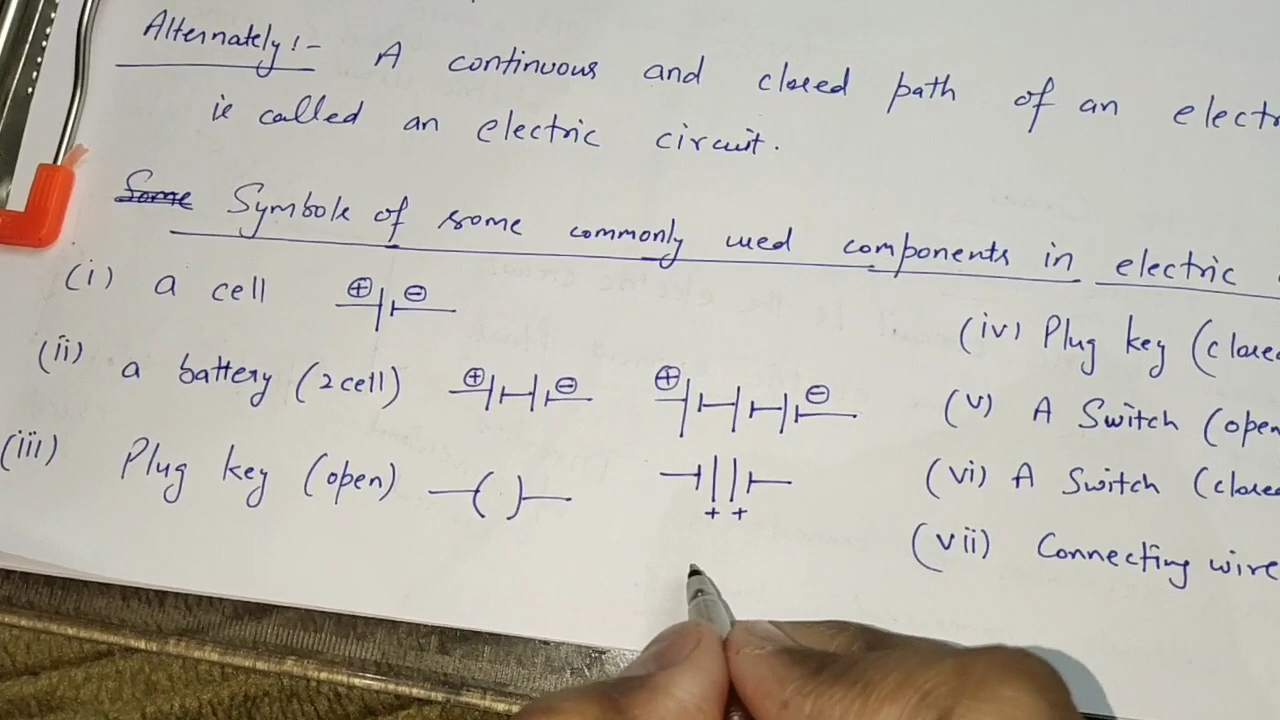 Alternately :- A continuous and closed path of an electr
is called an electric circuit.
Some Symbols of some commonly used components in electric
(i) a cell ⊕ ⊖
(ii) a battery (2 cell) ⊕ ⊖ ⊕ ⊖
(iii) Plug key (open)
+ +
(iv) Plug key (close
(v) A Switch (open
(vi) A Switch (close
(vii) Connecting wire